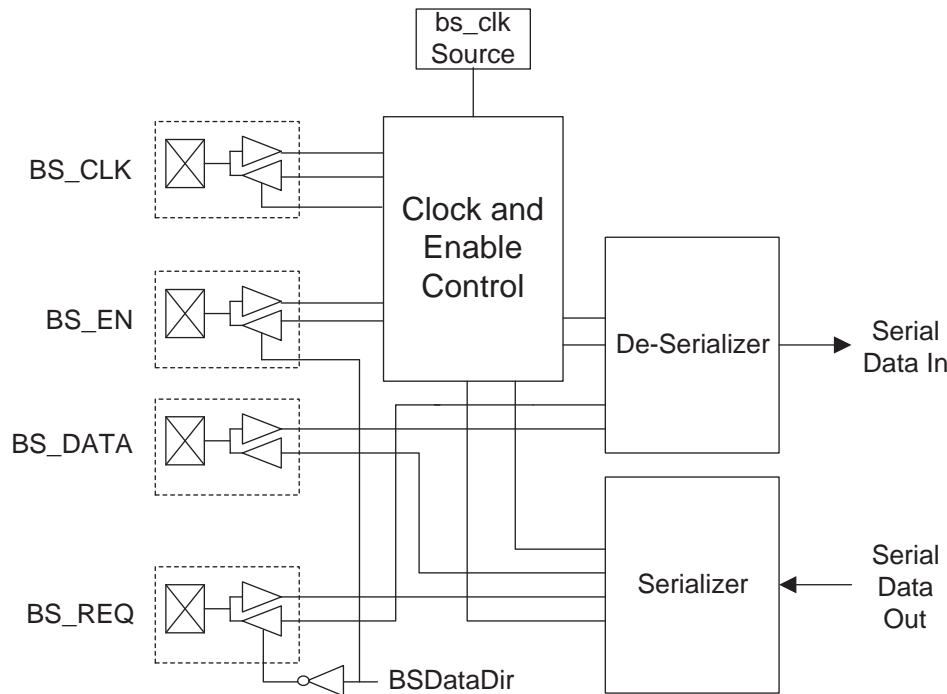 bs_clk
Source
BS_CLK
Clock and
Enable
Control
BS_EN
De-Serializer
Serial
Data In
BS_DATA
Serializer
Serial
Data
Out
BS_REQ
BSDataDir